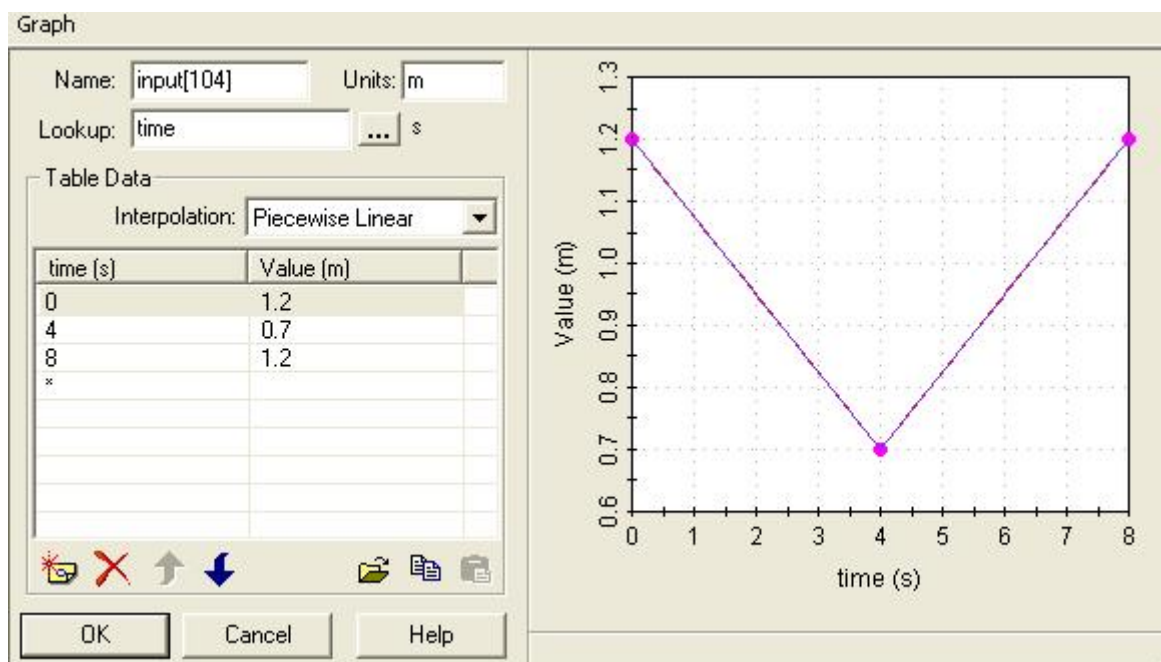 Graph
Name: input[104] Units: m
Lookup: time ... s
Table Data
Interpolation: Piecewise Linear
time (s) Value (m)
0 1.2
4 0.7
8 1.2
*
OK Cancel Help
Value (m)
1.3
1.2
1.1
1.0
0.9
0.8
0.7
0.6
0 1 2 3 4 5 6 7 8
time (s)